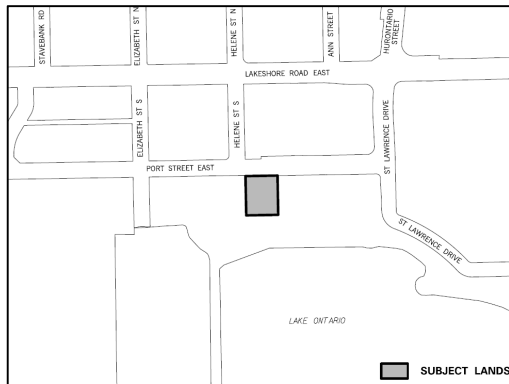 STAVEBANK RD
ELIZABETH ST N
HELENE ST N
ANN STREET
HURONTARIO
STREET
LAKESHORE ROAD EAST
ELIZABETH ST S
HELENE ST S
ST LAWRENCE DRIVE
PORT STREET EAST
ST LAWRENCE DRIVE
LAKE ONTARIO
SUBJECT LANDS